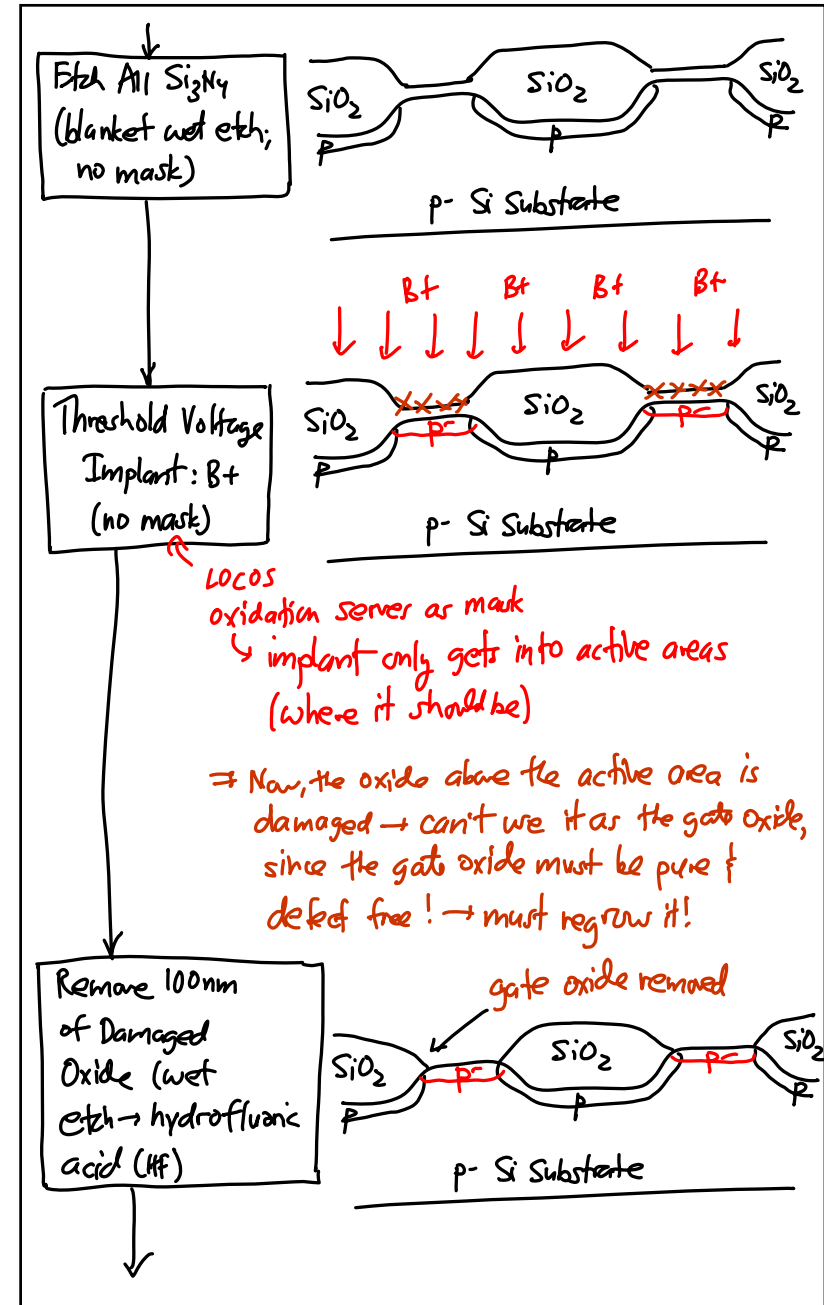 Etch All Si3N4
(blanket wet etch;
no mask)
SiO2
SiO2
SiO2
P
P
P
p- Si Substrate
B+ B+ B+ B+
Threshold Voltage
Implant: B+
(no mask)
SiO2
SiO2
SiO2
P
P
P
p-
p-
p- Si Substrate
LOCOS
oxidation serves as mask
↳ implant only gets into active areas
(where it should be)
⇒ Now, the oxide above the active area is
damaged → can't use it as the gate oxide,
since the gate oxide must be pure &
defect free! → must regrow it!
Remove 100nm
of Damaged
Oxide (wet
etch → hydrofluoric
acid (HF)
gate oxide removed
SiO2
SiO2
SiO2
P
P
P
p-
p-
p- Si Substrate